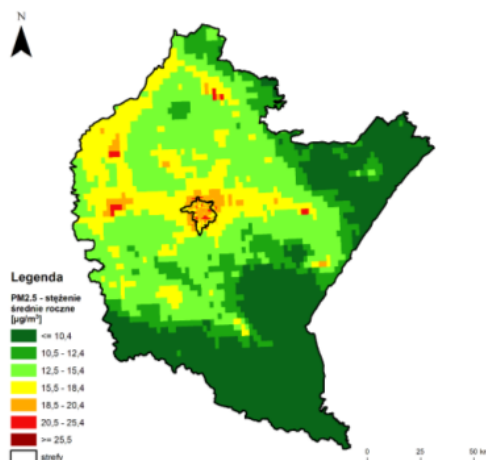 N
Legenda
PM2.5 - stężenie
średnie roczne
[µg/m³]
<= 10,4
10,5 - 12,4
12,5 - 15,4
15,5 - 18,4
18,5 - 20,4
20,5 - 25,4
>= 25,5
strefy
0 25 50 km